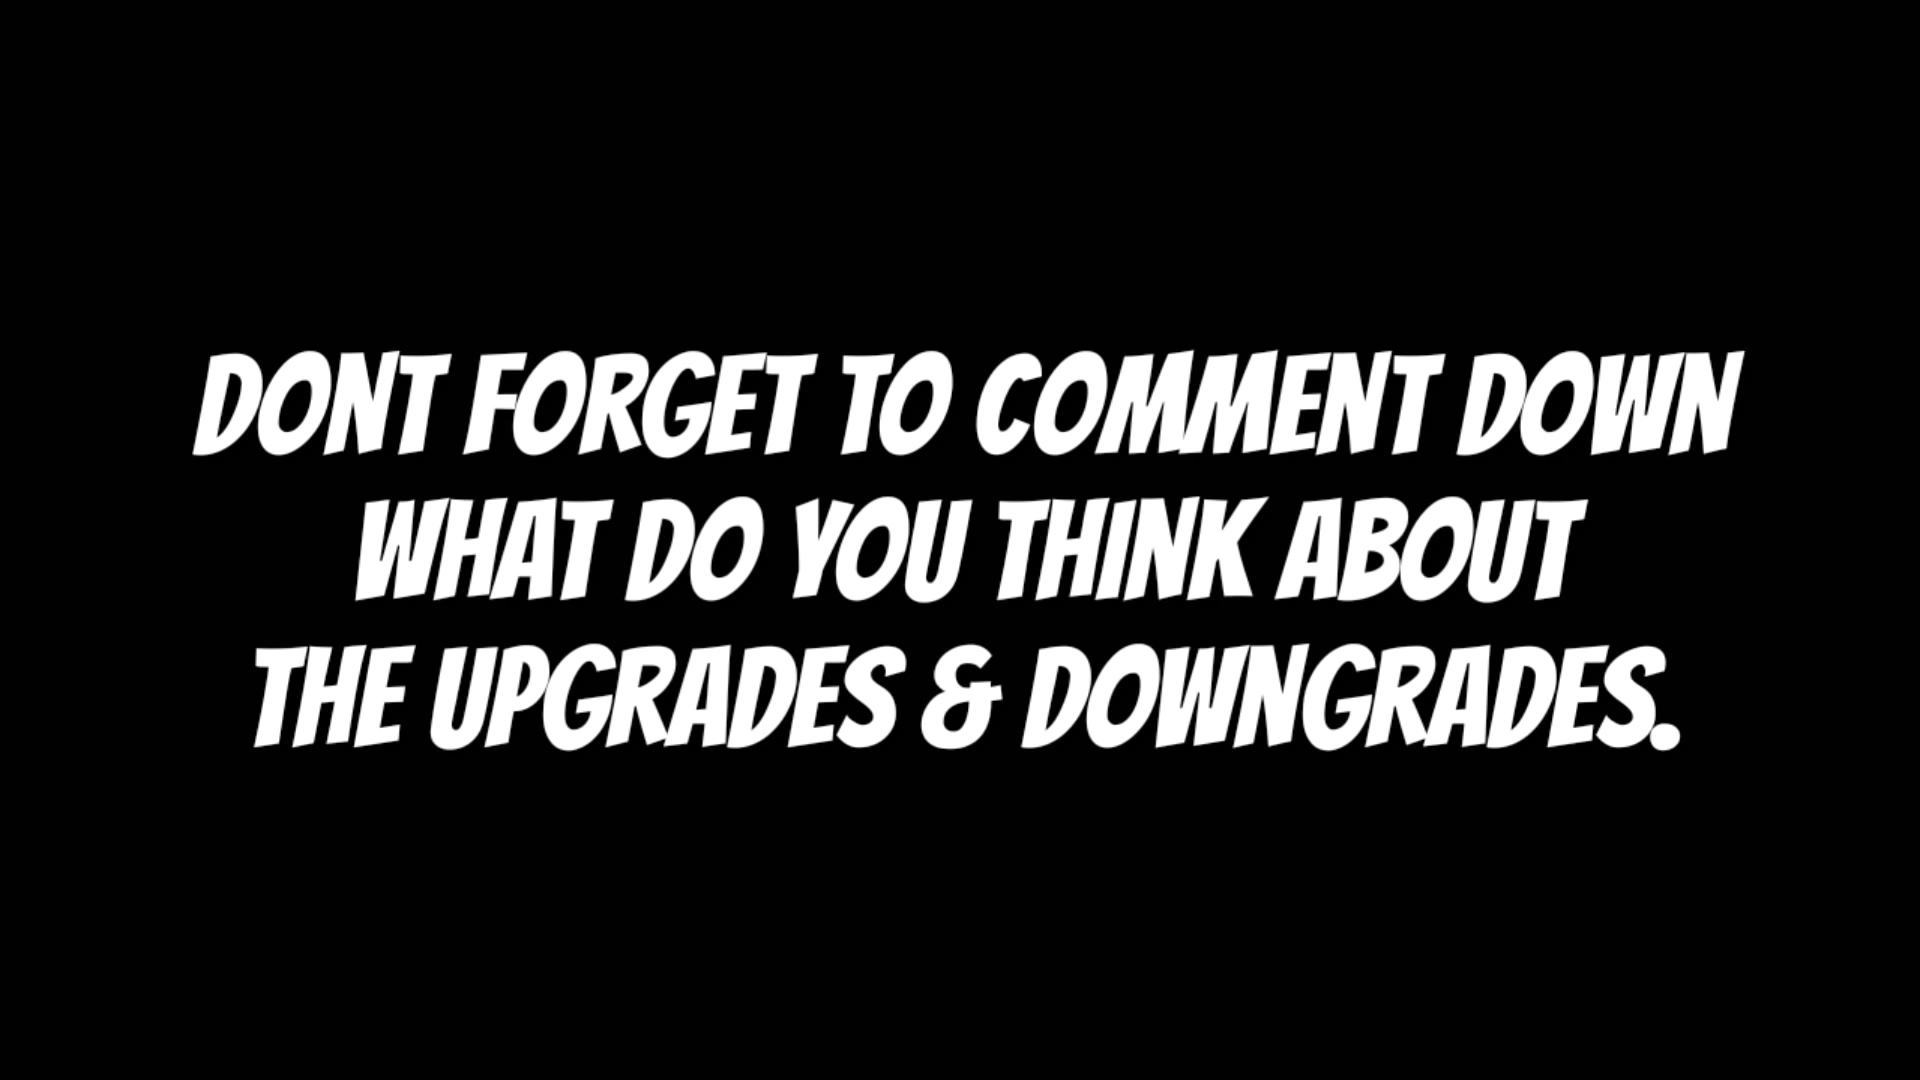 DONT FORGET TO COMMENT DOWN
WHAT DO YOU THINK ABOUT
THE UPGRADES & DOWNGRADES.